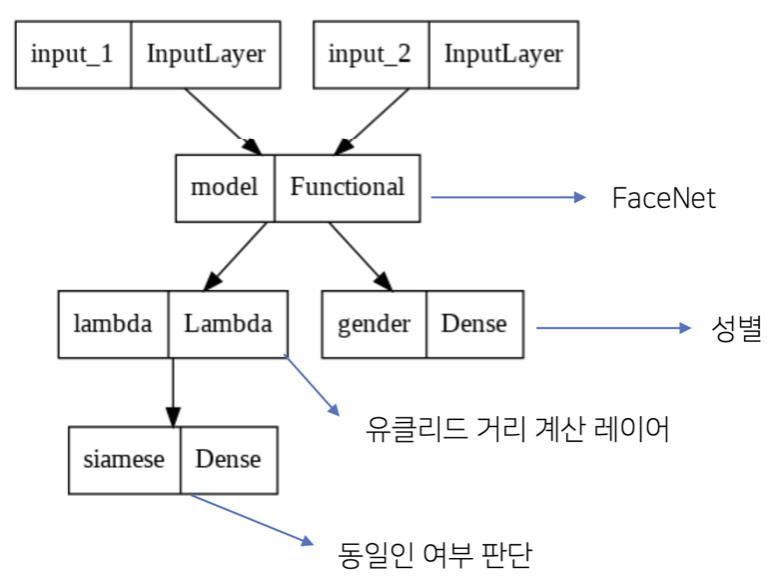 input_1 InputLayer
input_2 InputLayer
model Functional
FaceNet
lambda Lambda
gender Dense
성별
유클리드 거리 계산 레이어
siamese Dense
동일인 여부 판단